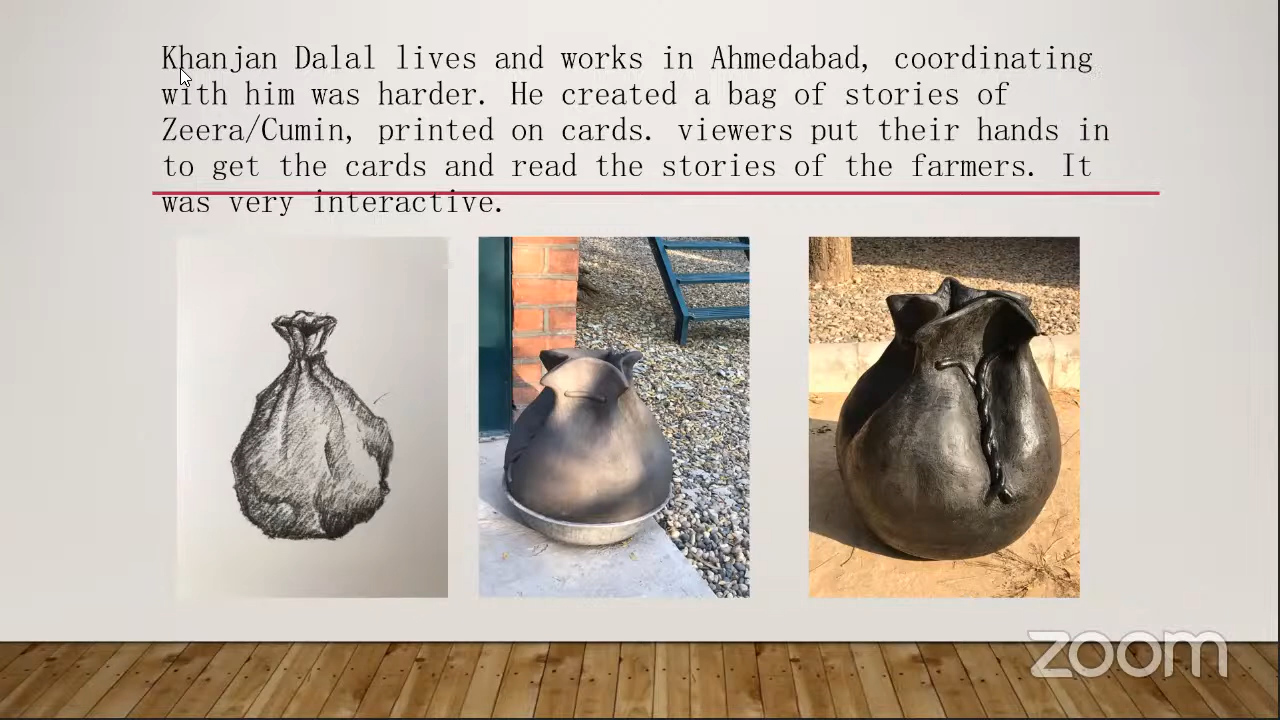 Khanjan Dalal lives and works in Ahmedabad, coordinating
with him was harder. He created a bag of stories of
Zeera/Cumin, printed on cards. viewers put their hands in
to get the cards and read the stories of the farmers. It
was very interactive.
zoom